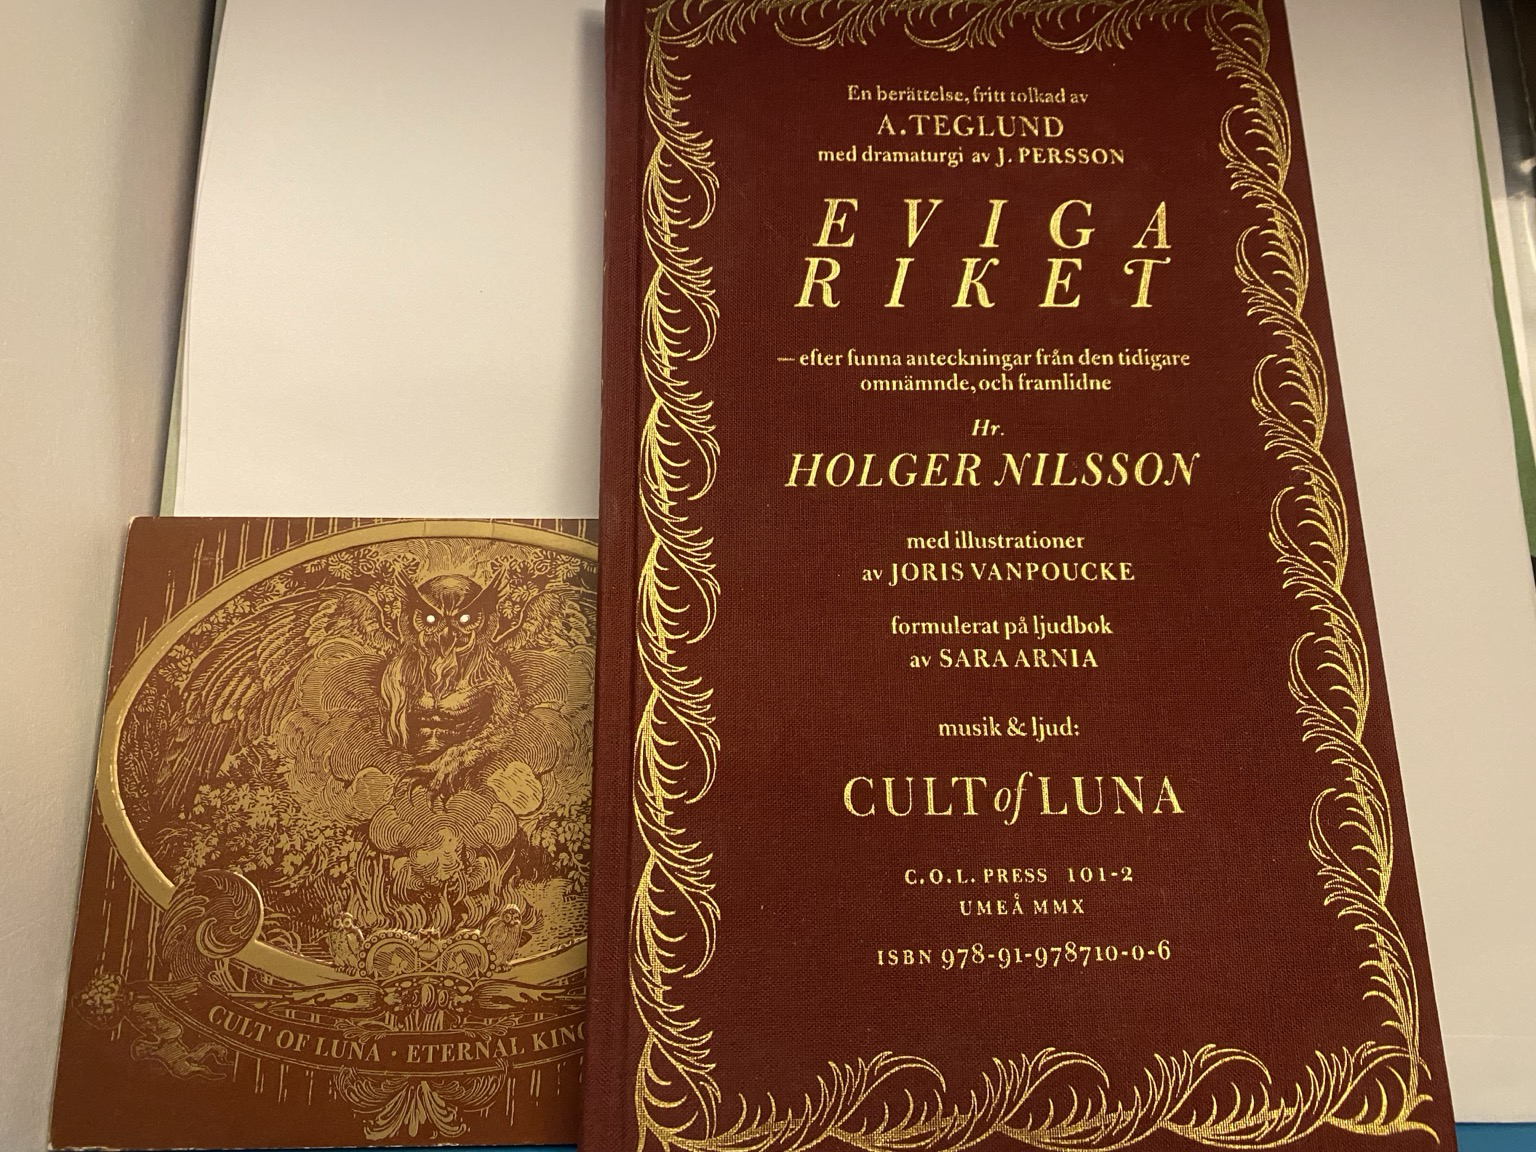 En berättelse, fritt tolkad av
A. TEGLUND
med dramaturgi av J. PERSSON
EVIGA
RIKET
— efter funna anteckningar från den tidigare
omnämnde, och framlidne
Hr.
HOLGER NILSSON
med illustrationer
av JORIS VANPOUCKE
formulerat på ljudbok
av SARA ARNIA
musik & ljud:
CULT of LUNA
C.O.L. PRESS 101-2
UMEÅ MMX
ISBN 978-91-978710-0-6
CULT OF LUNA · ETERNAL KING